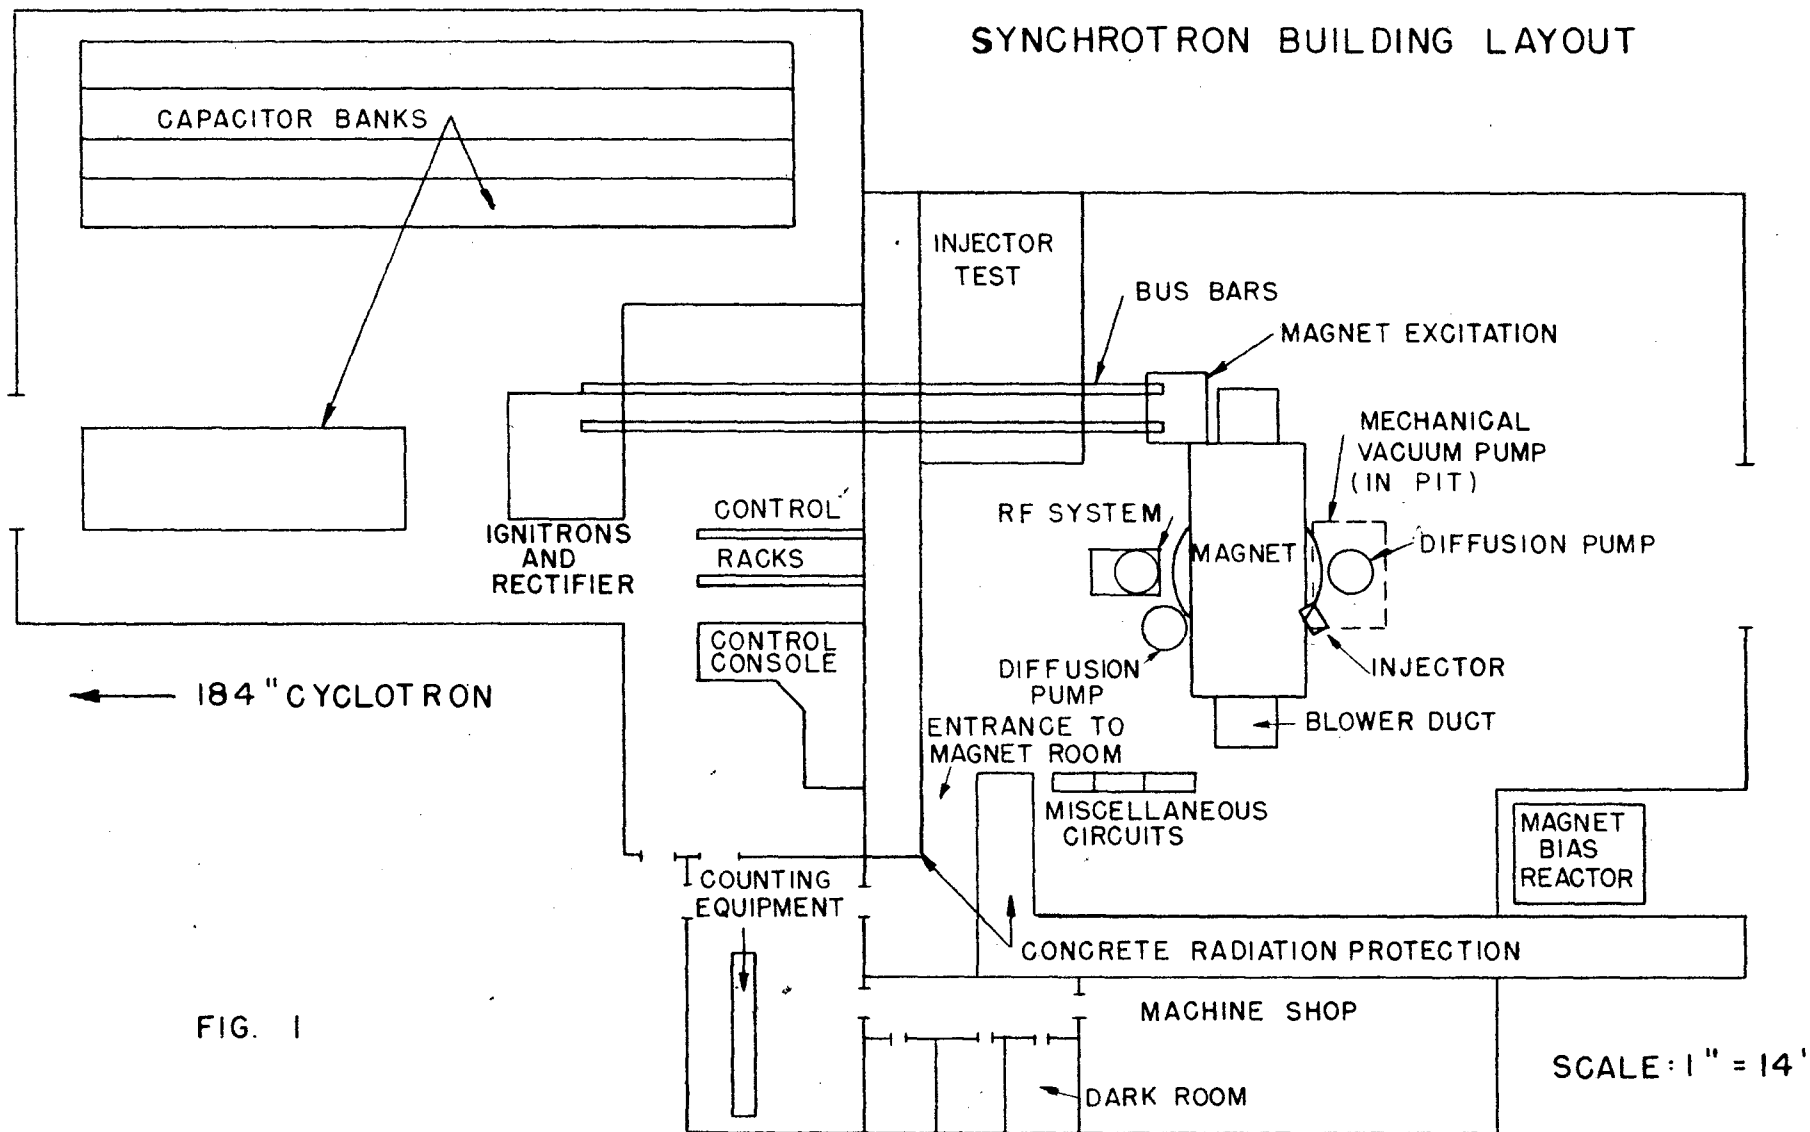 SYNCHROTRON BUILDING LAYOUT
CAPACITOR BANKS
INJECTOR
TEST
BUS BARS
MAGNET EXCITATION
MECHANICAL
VACUUM PUMP
(IN PIT)
CONTROL
RACKS
IGNITRONS
AND
RECTIFIER
RF SYSTEM
MAGNET
DIFFUSION PUMP
CONTROL
CONSOLE
DIFFUSION
PUMP
INJECTOR
184" CYCLOTRON
BLOWER DUCT
ENTRANCE TO
MAGNET ROOM
MISCELLANEOUS
CIRCUITS
MAGNET
BIAS
REACTOR
COUNTING
EQUIPMENT
CONCRETE RADIATION PROTECTION
MACHINE SHOP
FIG. 1
DARK ROOM
SCALE: 1" = 14'